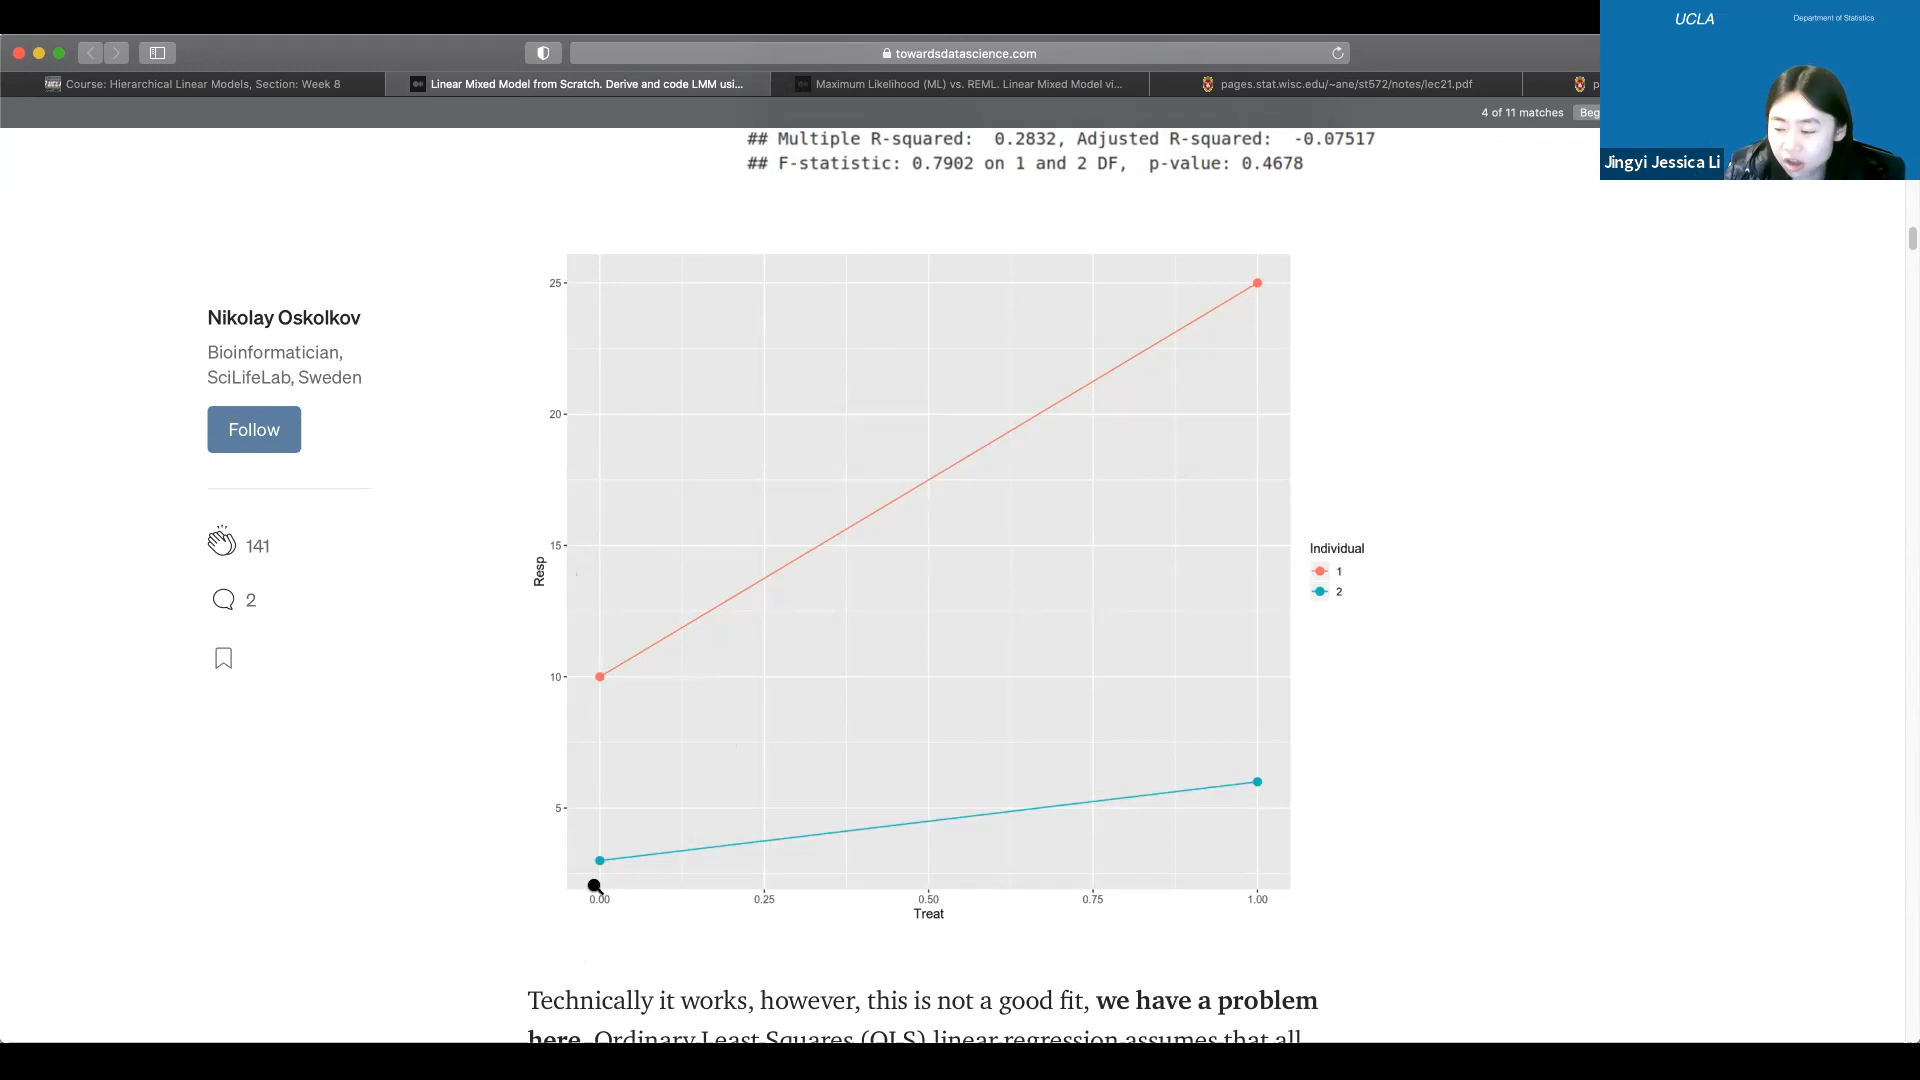 UCLA
Department of Statistics
towardsdatascience.com
Course: Hierarchical Linear Models, Section: Week 8
Linear Mixed Model from Scratch. Derive and code LMM usi...
Maximum Likelihood (ML) vs. REML. Linear Mixed Model vi...
pages.stat.wisc.edu/~ane/st572/notes/lec21.pdf
p
4 of 11 matches
Beg
Jingyi Jessica Li
## Multiple R-squared: 0.2832, Adjusted R-squared: -0.07517
## F-statistic: 0.7902 on 1 and 2 DF, p-value: 0.4678
Nikolay Oskolkov
Bioinformatician,
SciLifeLab, Sweden
Follow
141
2
25
20
15
10
5
Resp
0.00
0.25
0.50
0.75
1.00
Treat
Individual
1
2
Technically it works, however, this is not a good fit, we have a problem
here. Ordinary Least Squares (OLS) linear regression assumes that all